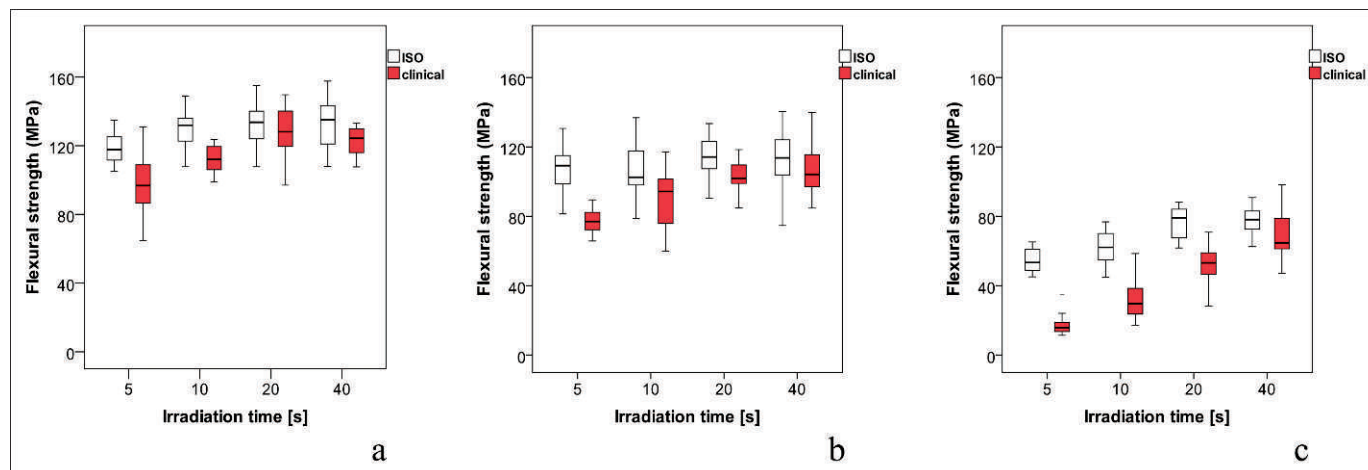 ISO
clinical
Flexural strength (MPa)
160
120
80
40
0
5 10 20 40
Irradiation time [s]
a
ISO
clinical
Flexural strength (MPa)
160
120
80
40
0
5 10 20 40
Irradiation time [s]
b
ISO
clinical
Flexural strength (MPa)
160
120
80
40
0
5 10 20 40
Irradiation time [s]
c